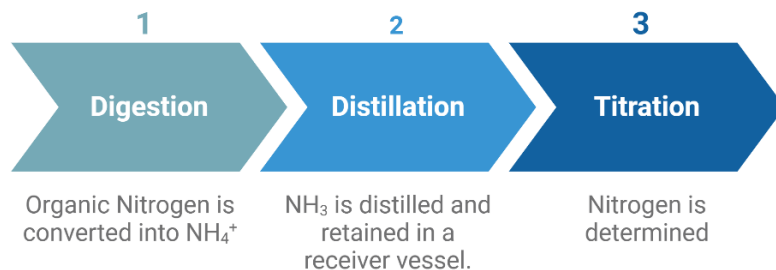 1
2
3
Digestion
Distillation
Titration
Organic Nitrogen is
converted into NH₄⁺
NH₃ is distilled and
retained in a
receiver vessel.
Nitrogen is
determined